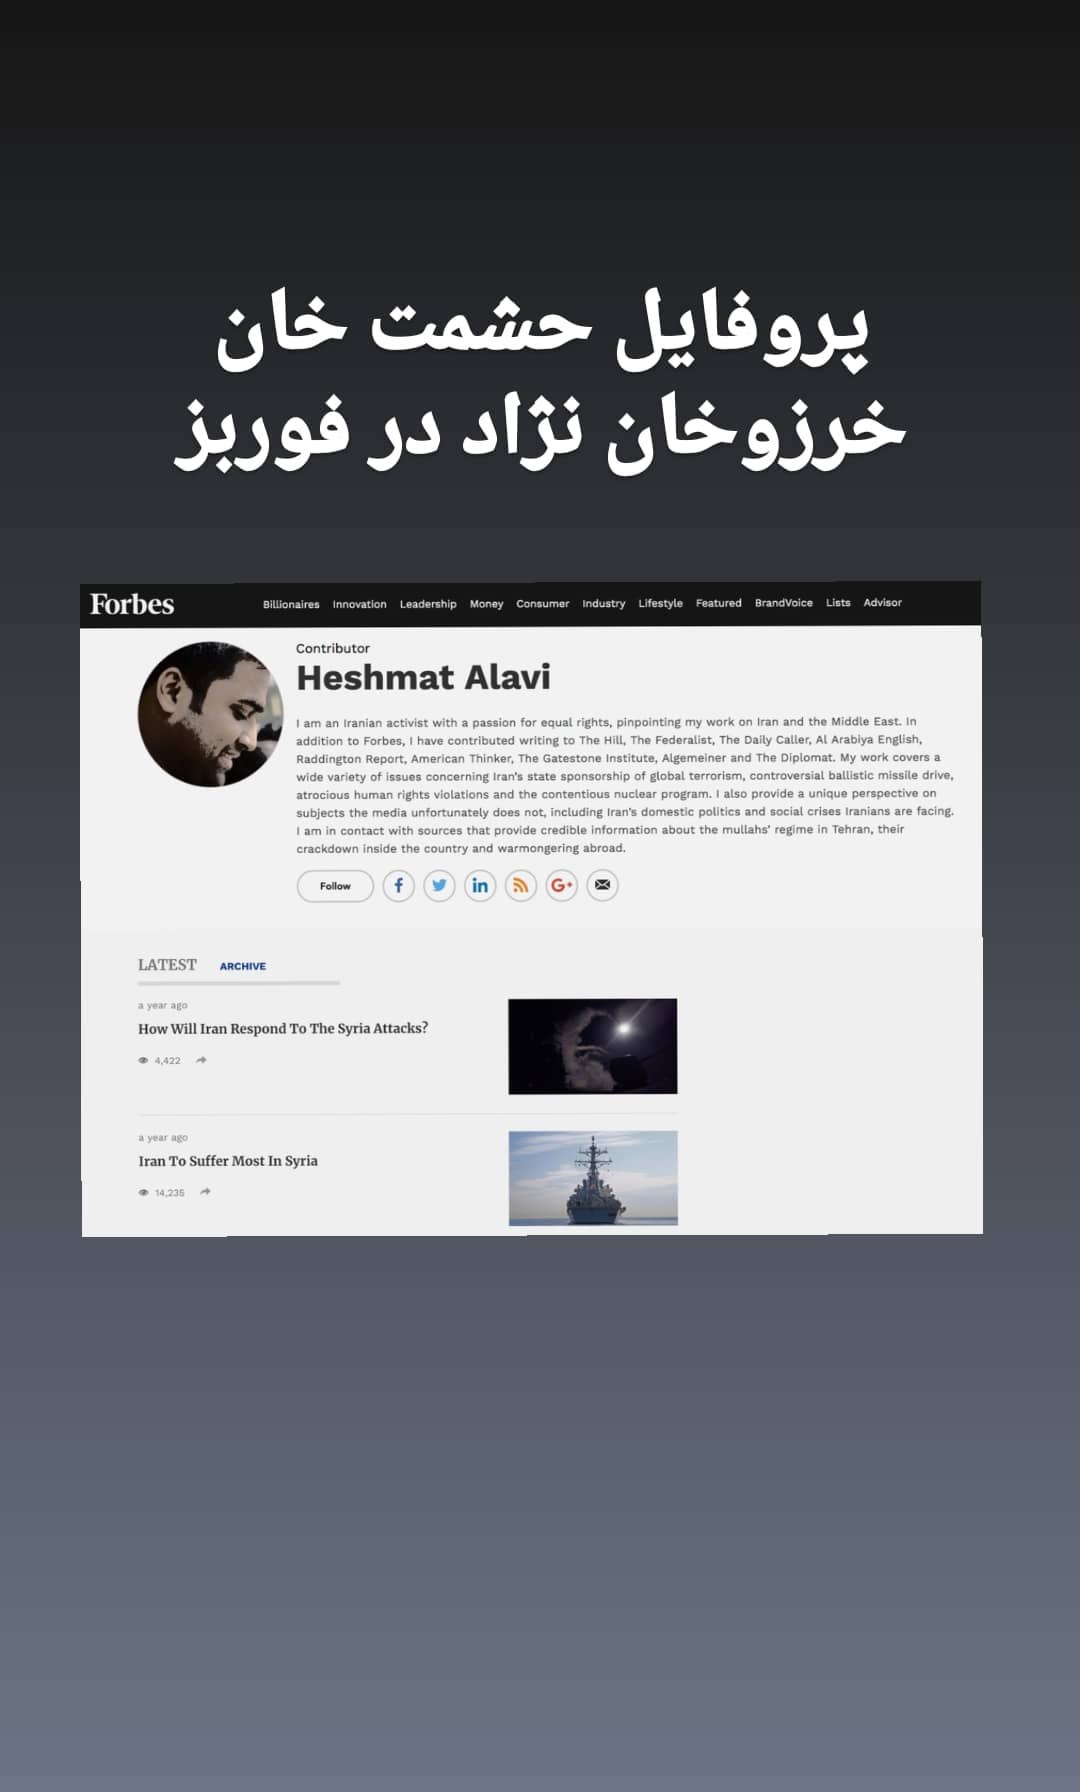 پروفایل حشمت خان
خرزوخان نژاد در فوربز
Forbes
Billionaires Innovation Leadership Money Consumer Industry Lifestyle Featured BrandVoice Lists Advisor
Contributor
Heshmat Alavi
I am an Iranian activist with a passion for equal rights, pinpointing my work on Iran and the Middle East. In
addition to Forbes, I have contributed writing to The Hill, The Federalist, The Daily Caller, Al Arabiya English,
Raddington Report, American Thinker, The Gatestone Institute, Algemeiner and The Diplomat. My work covers a
wide variety of issues concerning Iran's state sponsorship of global terrorism, controversial ballistic missile drive,
atrocious human rights violations and the contentious nuclear program. I also provide a unique perspective on
subjects the media unfortunately does not, including Iran's domestic politics and social crises Iranians are facing.
I am in contact with sources that provide credible information about the mullahs' regime in Tehran, their
crackdown inside the country and warmongering abroad.
Follow
LATEST ARCHIVE
a year ago
How Will Iran Respond To The Syria Attacks?
4,422
a year ago
Iran To Suffer Most In Syria
14,235